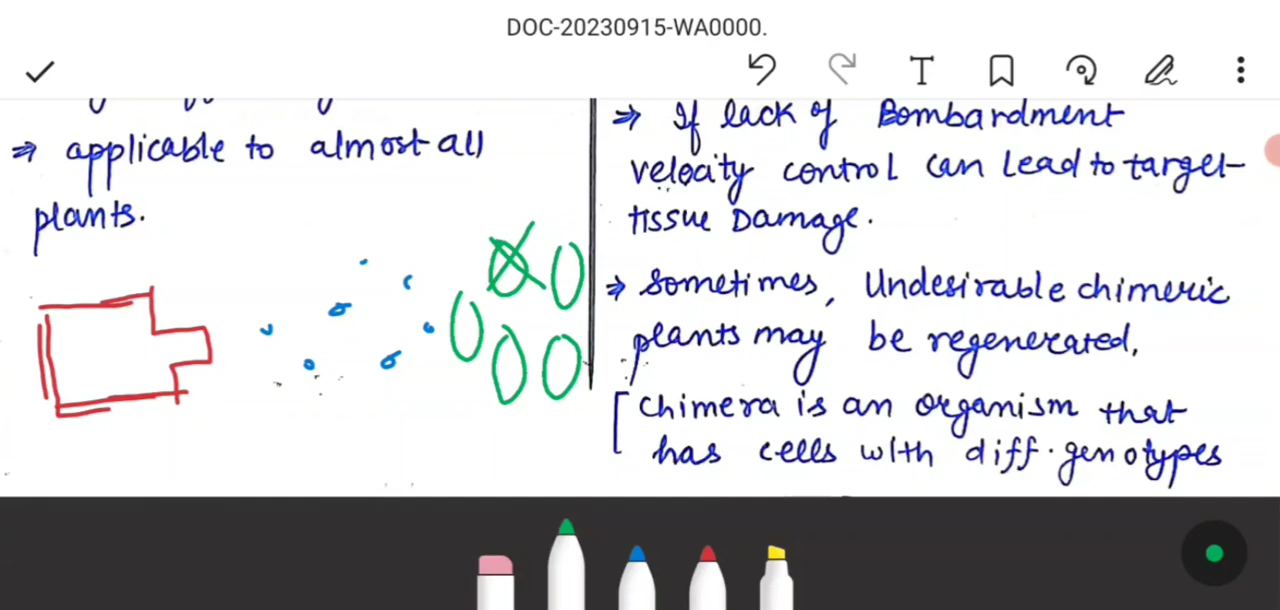 DOC-20230915-WA0000.
T
⇒ applicable to almost all
plants.
⇒ If lack of Bombardment
velocity control can lead to target-
tissue Damage.
⇒ Sometimes, Undesirable chimeric
plants may be regenerated.
[Chimera is an organism that
has cells with diff. genotypes